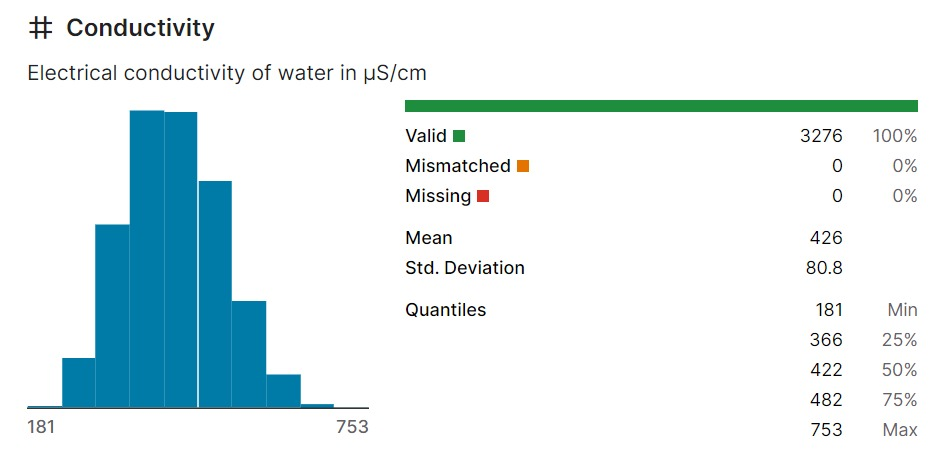 # Conductivity
Electrical conductivity of water in µS/cm
Valid 3276 100%
Mismatched 0 0%
Missing 0 0%
Mean 426
Std. Deviation 80.8
Quantiles 181 Min
366 25%
422 50%
482 75%
753 Max
181 753